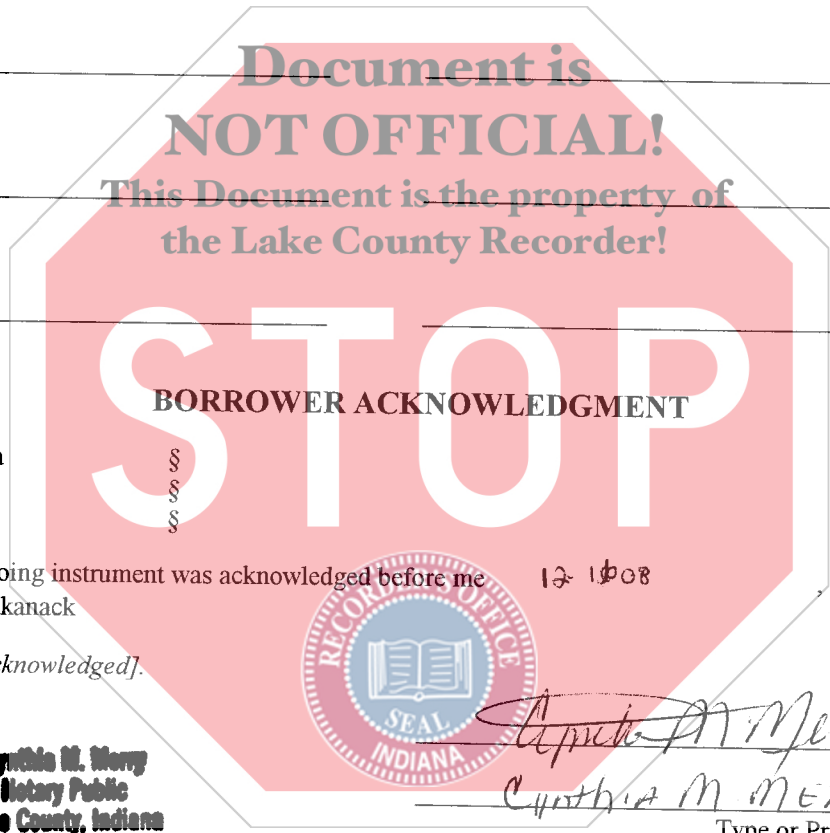 Document is
NOT OFFICIAL!
This Document is the property of
the Lake County Recorder!
STOP
BORROWER ACKNOWLEDGMENT
§
§
§
oing instrument was acknowledged before me 12 08 ,
kanack
knowledged].
RECORDER'S OFFICE
SEAL
INDIANA
M. Merry
Notary Public
County, Indiana
Cynthia M Me
Type or Pr